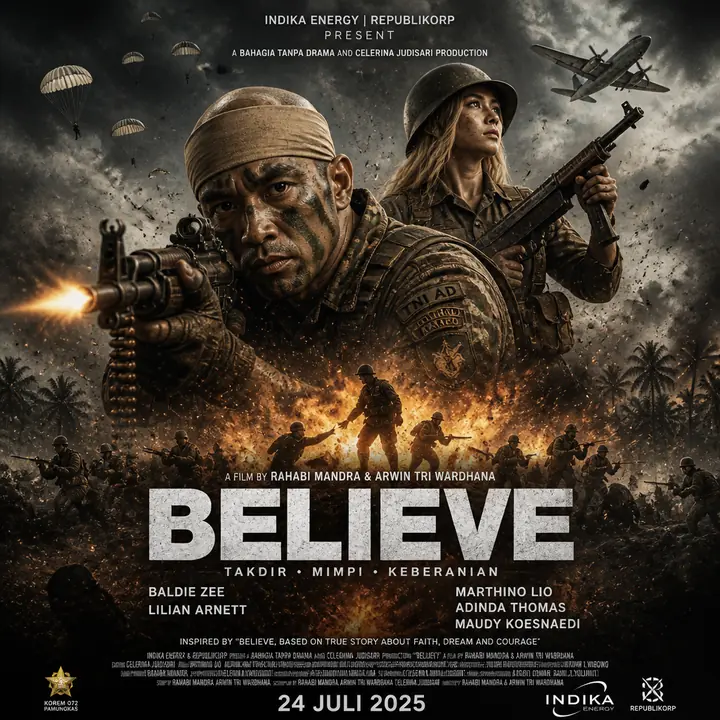 INDIKA ENERGY | REPUBLIKORP
PRESENT
A BAHAGIA TANPA DRAMA AND CELERINA JUDISARI PRODUCTION
TNI AD
A FILM BY RAHABI MANDRA & ARWIN TRI WARDHANA
BELIEVE
TAKDIR • MIMPI • KEBERANIAN
BALDIE ZEE
LILIAN ARNETT
MARTHINO LIO
ADINDA THOMAS
MAUDY KOESNAEDI
INSPIRED BY "BELIEVE, BASED ON TRUE STORY ABOUT FAITH, DREAM AND COURAGE"
24 JULI 2025
KOREM 072
PAMUNGKAS
INDIKA
ENERGY
REPUBLIKORP